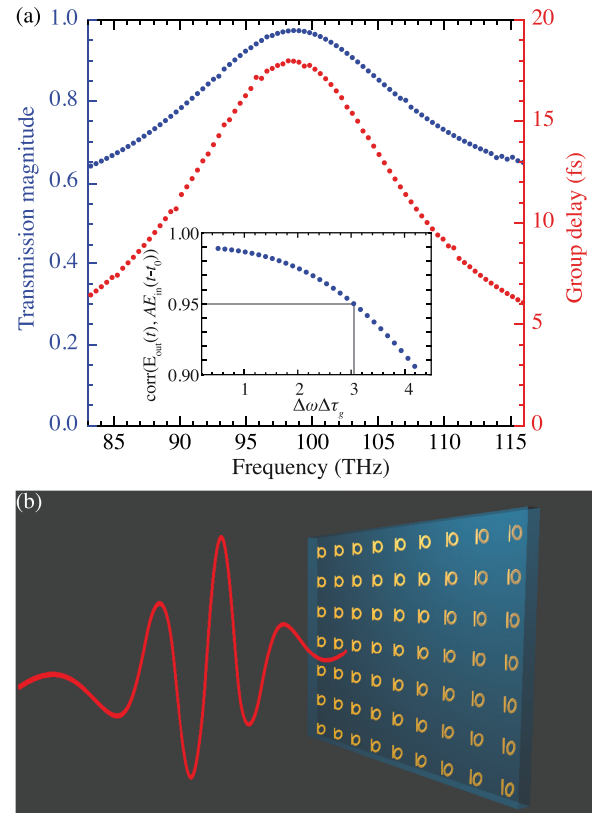 (a)
1.0
0.8
0.6
0.4
0.2
0.0
Transmission magnitude
20
15
10
5
0
Group delay (fs)
85 90 95 100 105 110 115
Frequency (THz)
1.00
0.95
0.90
corr(E_out(t), AE_in(t-t_0))
1 2 3 4
ΔωΔτ_g
(b)